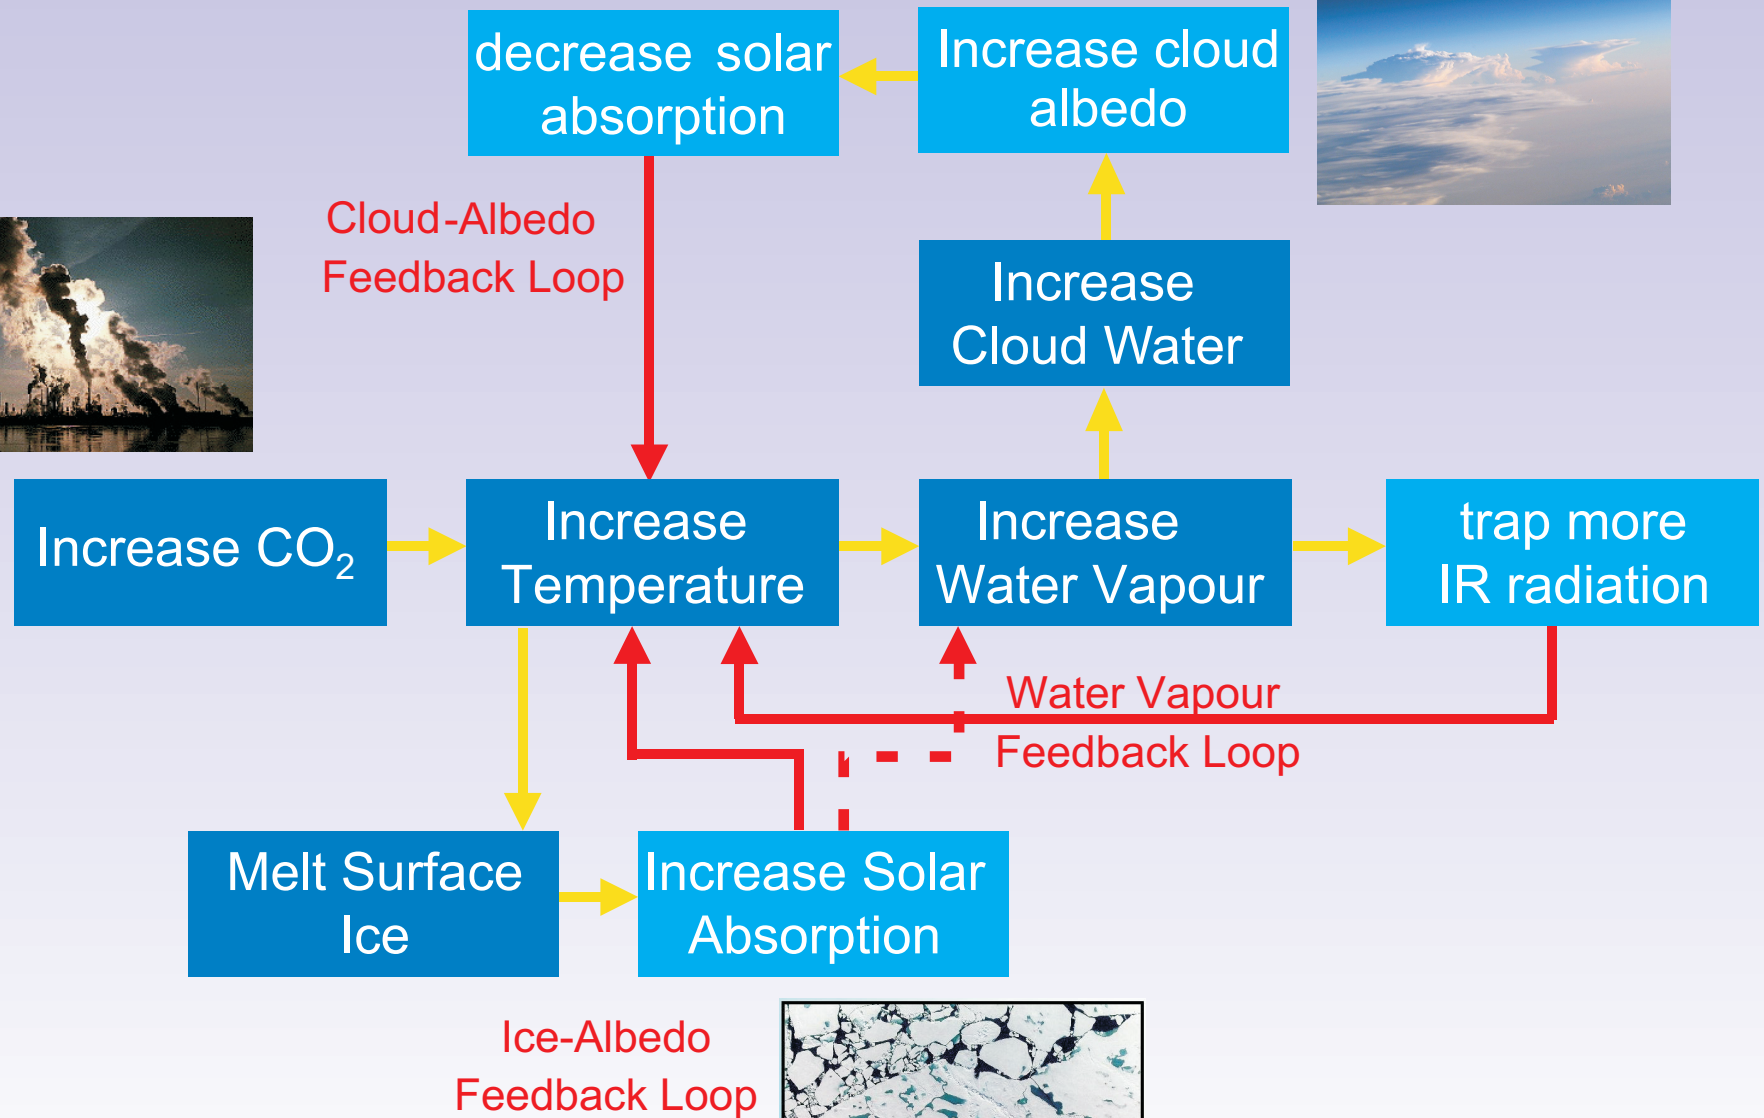 decrease solar
absorption
Increase cloud
albedo
Cloud-Albedo
Feedback Loop
Increase
Cloud Water
Increase CO₂
Increase
Temperature
Increase
Water Vapour
trap more
IR radiation
Water Vapour
Feedback Loop
Melt Surface
Ice
Increase Solar
Absorption
Ice-Albedo
Feedback Loop